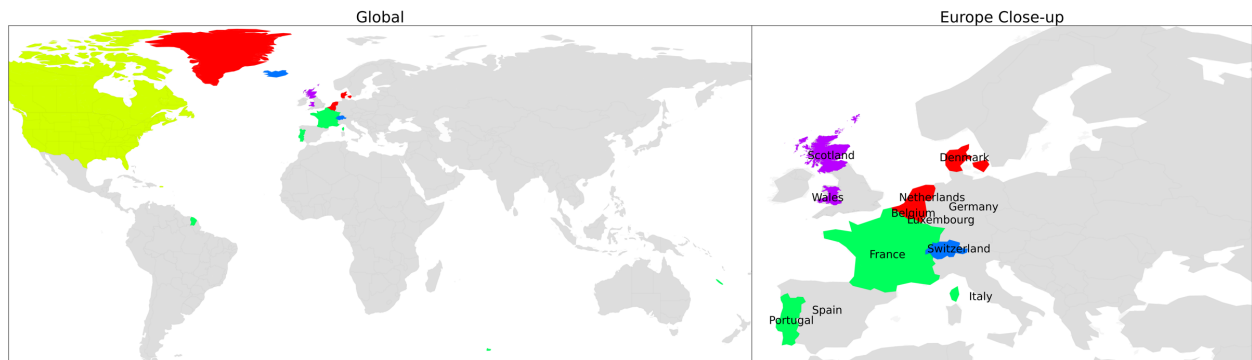 Global
Europe Close-up
Scotland
Denmark
Wales
Netherlands
Germany
Belgium
Luxembourg
France
Switzerland
Italy
Spain
Portugal